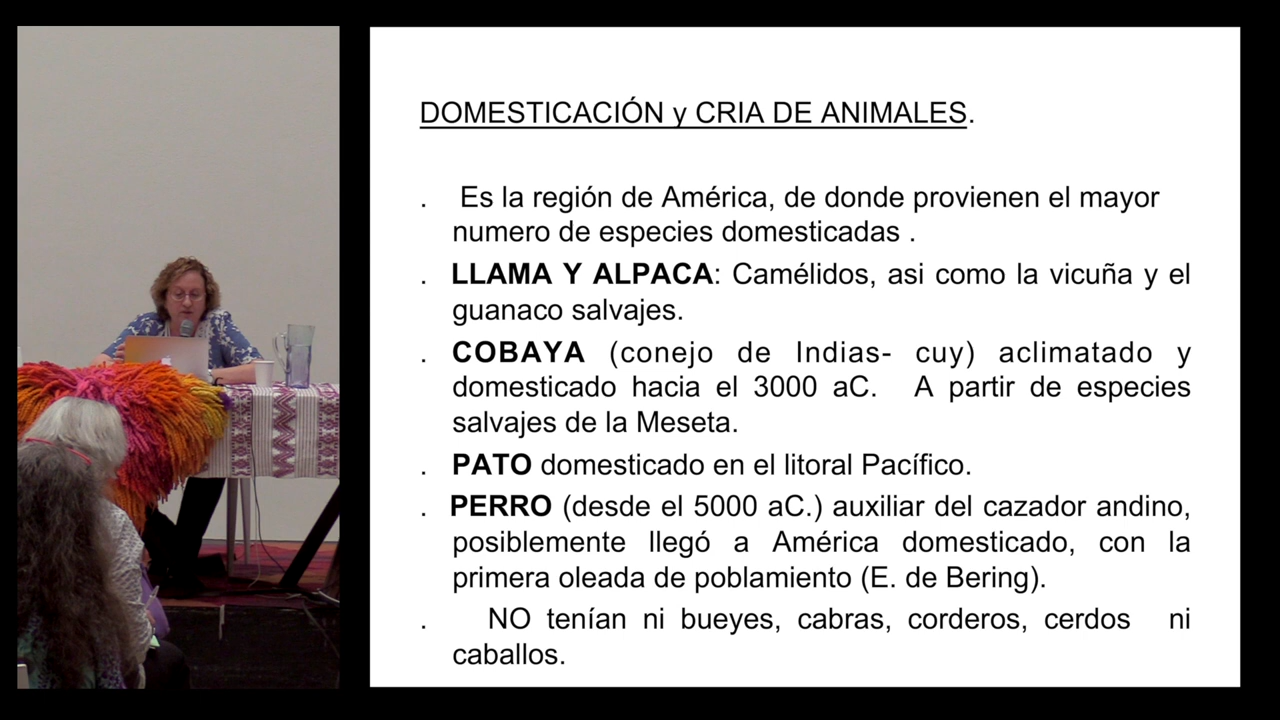 DOMESTICACIÓN y CRIA DE ANIMALES.
. Es la región de América, de donde provienen el mayor
numero de especies domesticadas .
. LLAMA Y ALPACA: Camélidos, asi como la vicuña y el
guanaco salvajes.
. COBAYA (conejo de Indias- cuy) aclimatado y
domesticado hacia el 3000 aC. A partir de especies
salvajes de la Meseta.
. PATO domesticado en el litoral Pacífico.
. PERRO (desde el 5000 aC.) auxiliar del cazador andino,
posiblemente llegó a América domesticado, con la
primera oleada de poblamiento (E. de Bering).
. NO tenían ni bueyes, cabras, corderos, cerdos ni
caballos.